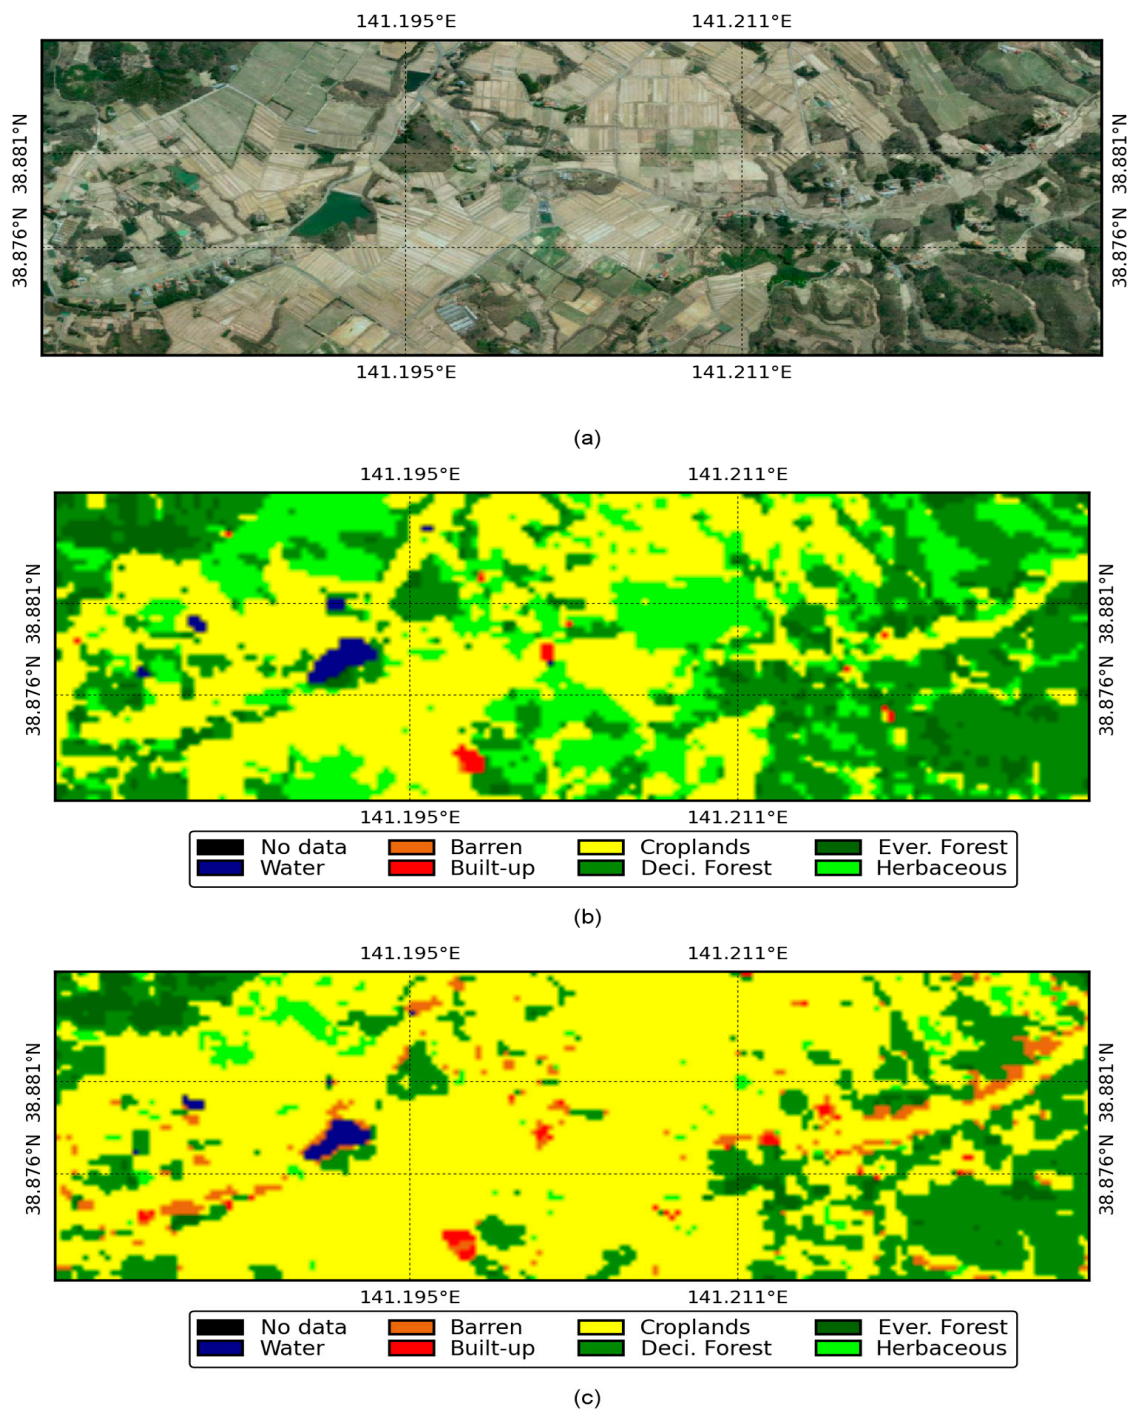 141.195°E 141.211°E
38.881°N 38.881°N
38.876°N 38.876°N
141.195°E 141.211°E
(a)
141.195°E 141.211°E
38.881°N 38.881°N
38.876°N 38.876°N
141.195°E 141.211°E
No data Barren Croplands Ever. Forest
Water Built-up Deci. Forest Herbaceous
(b)
141.195°E 141.211°E
38.881°N 38.881°N
38.876°N 38.876°N
141.195°E 141.211°E
No data Barren Croplands Ever. Forest
Water Built-up Deci. Forest Herbaceous
(c)